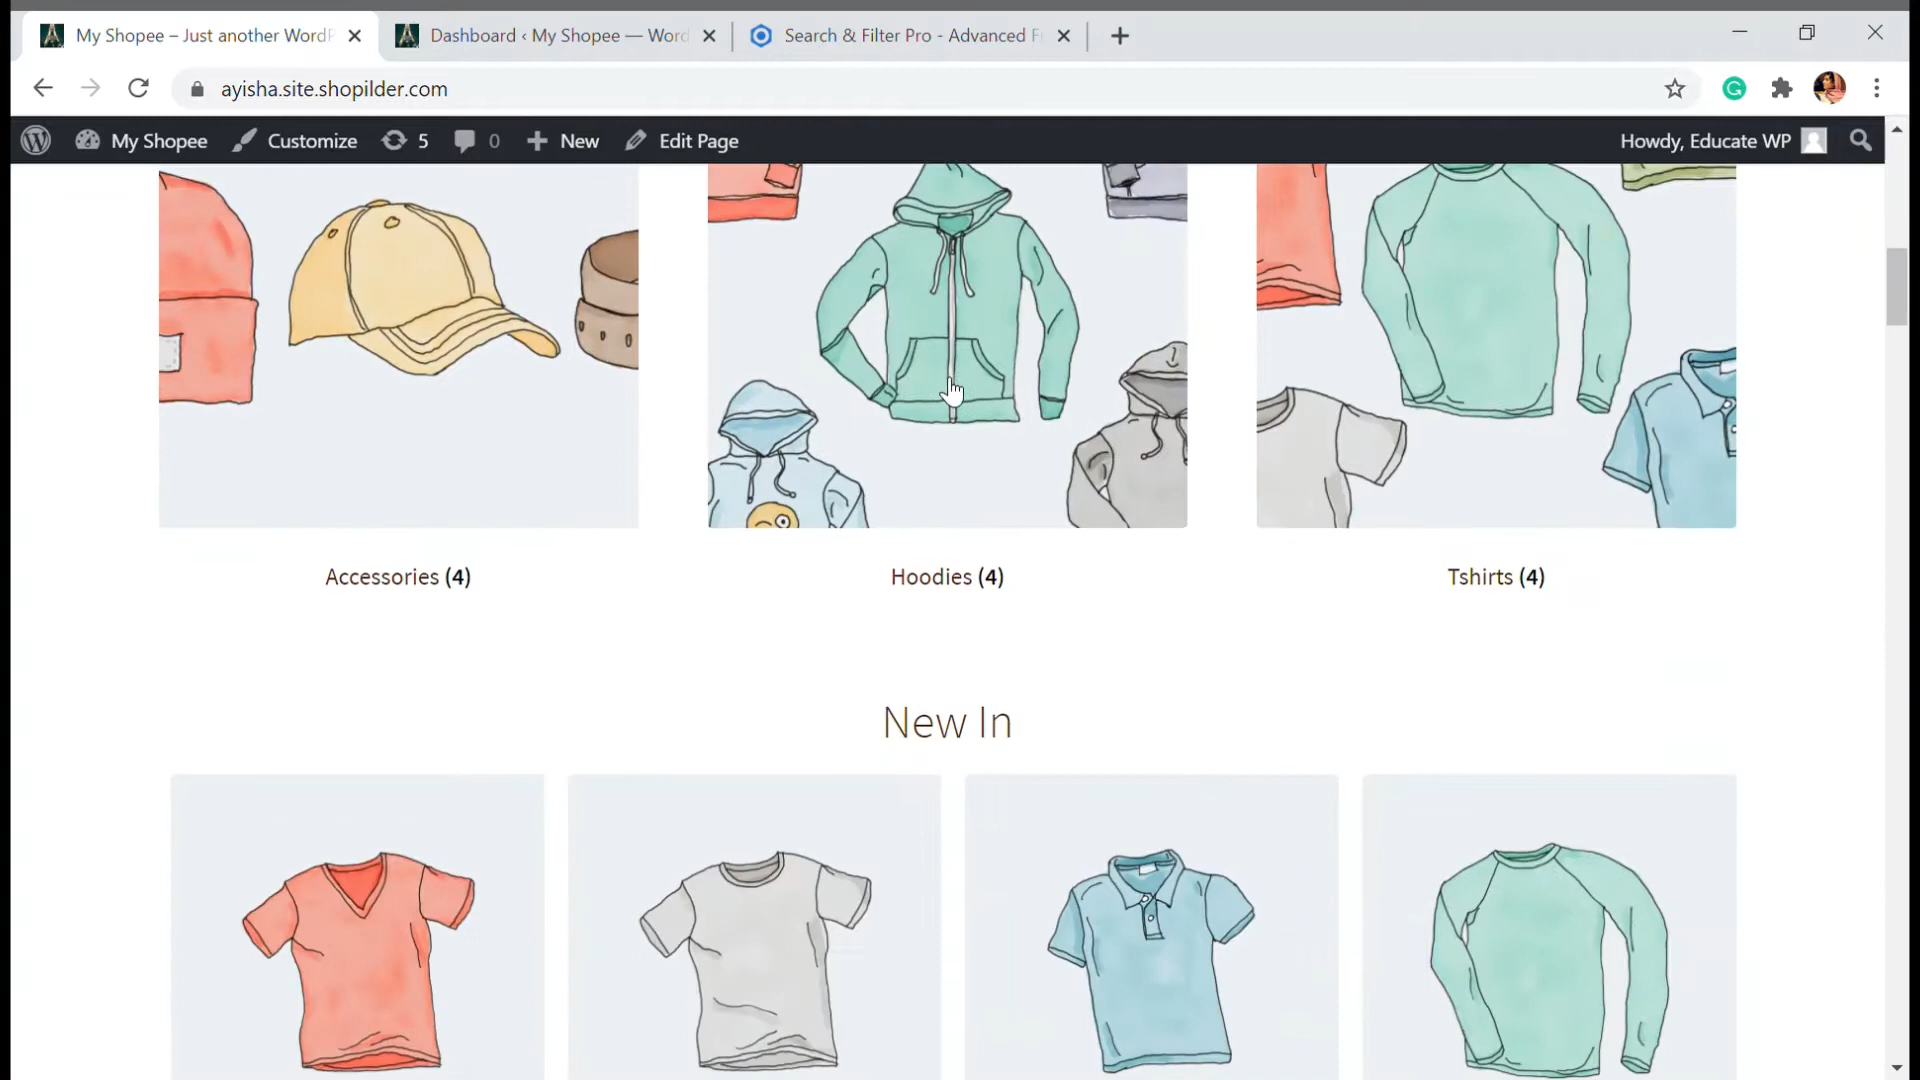 My Shopee – Just another WordP
Dashboard ‹ My Shopee — Word
Search & Filter Pro - Advanced F
ayisha.site.shopilder.com
My Shopee
Customize
5
0
New
Edit Page
Howdy, Educate WP
Accessories (4)
Hoodies (4)
Tshirts (4)
New In